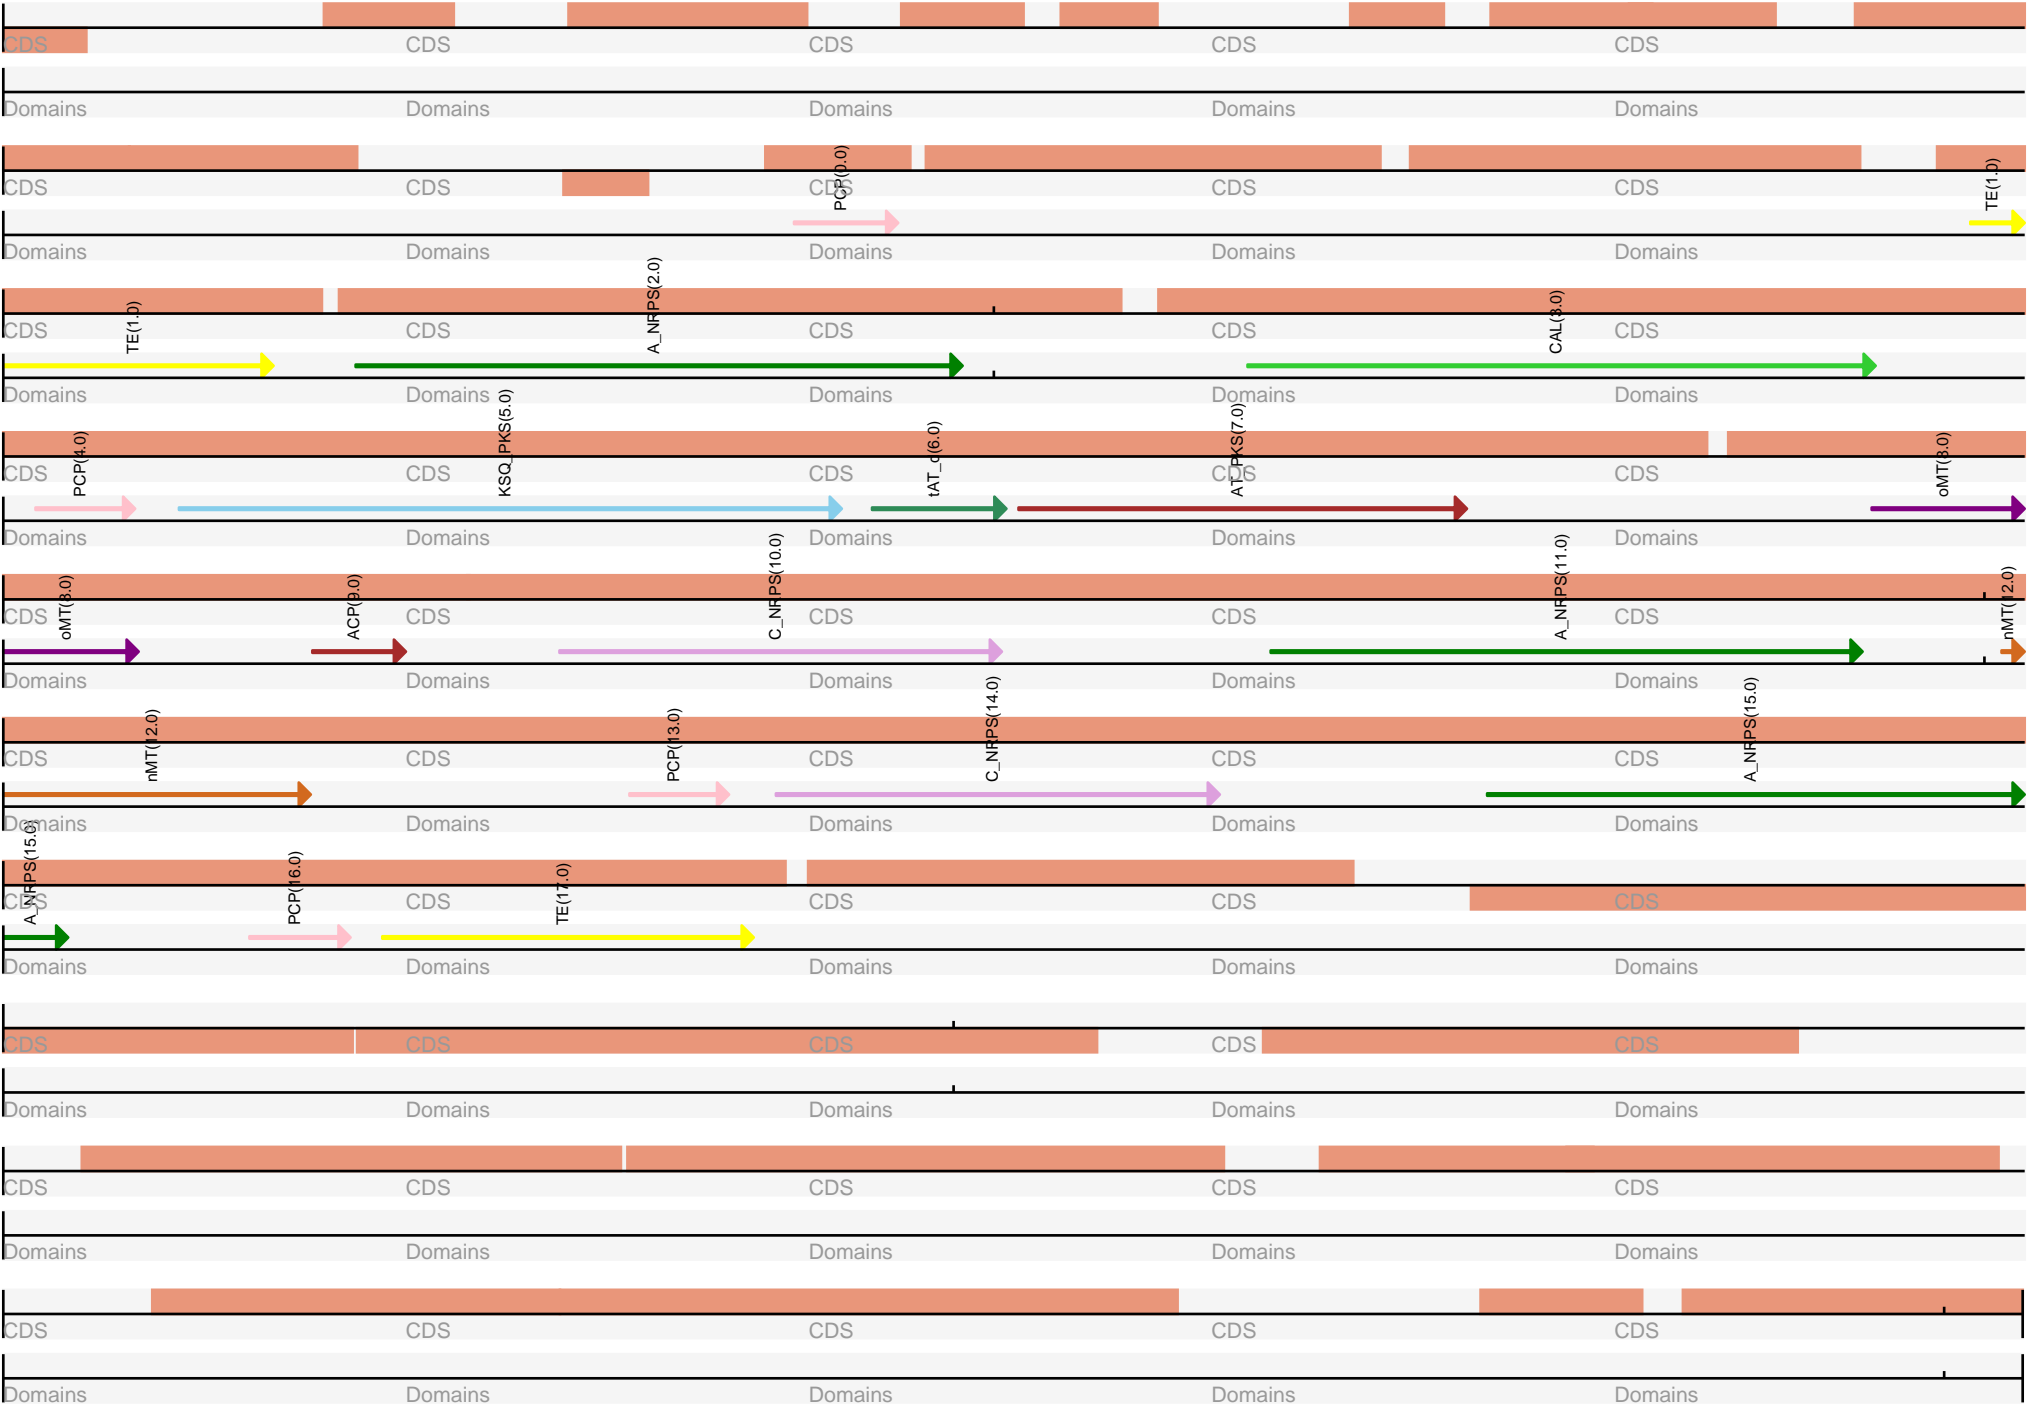 CDS CDS CDS CDS CDS
Domains Domains Domains Domains Domains
CDS CDS CDS CDS CDS
PCP(0.0) TE(1.0)
Domains Domains Domains Domains Domains
CDS CDS CDS CDS CDS
TE(1.0) A_NRPS(2.0) CAL(3.0)
Domains Domains Domains Domains Domains
CDS CDS CDS CDS CDS
PCP(4.0) KSQ_PKS(5.0) tAT_d(6.0) AT_PKS(7.0) oMT(8.0)
Domains Domains Domains Domains Domains
CDS CDS CDS CDS CDS
oMT(8.0) ACP(9.0) C_NRPS(10.0) A_NRPS(11.0) nMT(12.0)
Domains Domains Domains Domains Domains
CDS CDS CDS CDS CDS
nMT(12.0) PCP(13.0) C_NRPS(14.0) A_NRPS(15.0)
Domains Domains Domains Domains Domains
CDS CDS CDS CDS CDS
A_NRPS(15.0) PCP(16.0) TE(17.0)
Domains Domains Domains Domains Domains
CDS CDS CDS CDS CDS
Domains Domains Domains Domains Domains
CDS CDS CDS CDS CDS
Domains Domains Domains Domains Domains
CDS CDS CDS CDS CDS
Domains Domains Domains Domains Domains